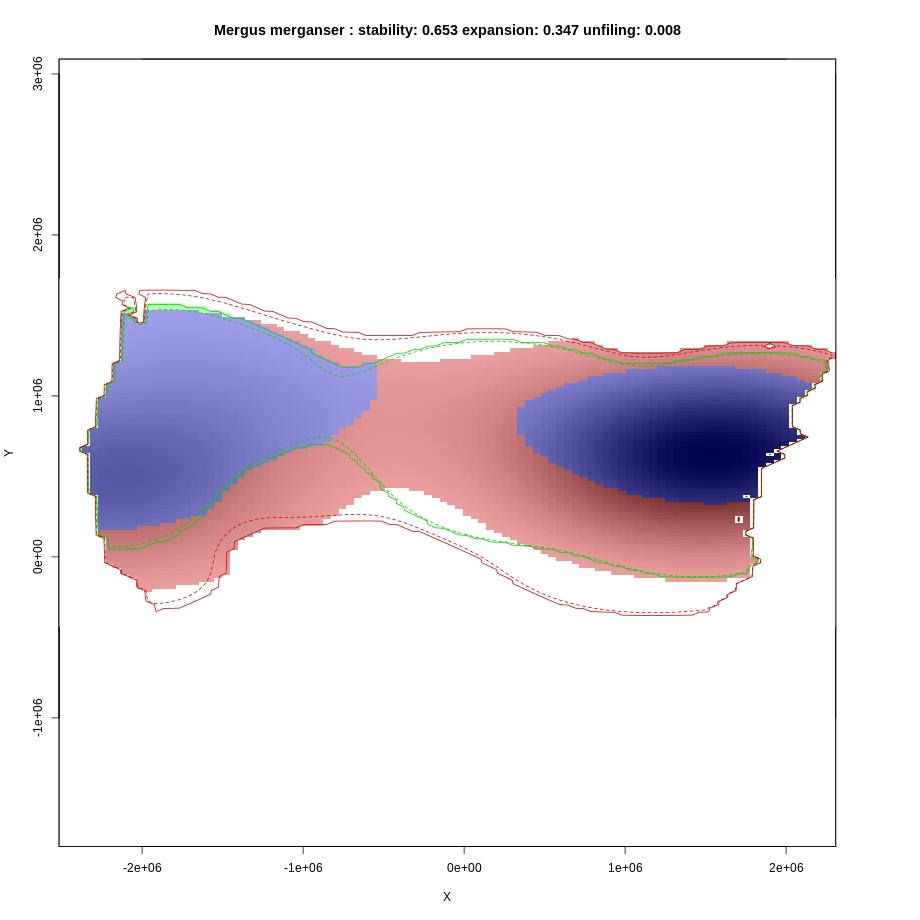 Mergus merganser : stability: 0.653 expansion: 0.347 unfiling: 0.008
3e+06
2e+06
1e+06
0e+00
-1e+06
Y
-2e+06 -1e+06 0e+00 1e+06 2e+06
X